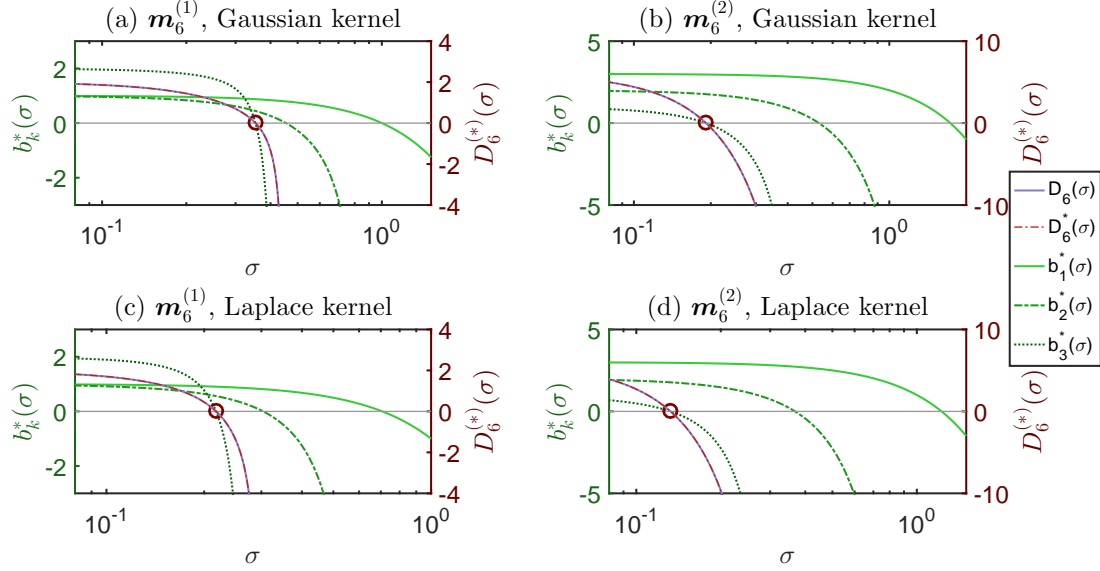 (a) m_6^(1), Gaussian kernel
(b) m_6^(2), Gaussian kernel
b_k^*(σ)
2
0
-2
4
2
0
-2
-4
D_6^(*)(σ)
10^-1
10^0
σ
b_k^*(σ)
5
0
-5
10
0
-10
D_6^(*)(σ)
10^-1
10^0
σ
D_6(σ)
D_6^*(σ)
b_1^*(σ)
b_2^*(σ)
b_3^*(σ)
(c) m_6^(1), Laplace kernel
(d) m_6^(2), Laplace kernel
b_k^*(σ)
2
0
-2
4
2
0
-2
-4
D_6^(*)(σ)
10^-1
10^0
σ
b_k^*(σ)
5
0
-5
10
0
-10
D_6^(*)(σ)
10^-1
10^0
σ